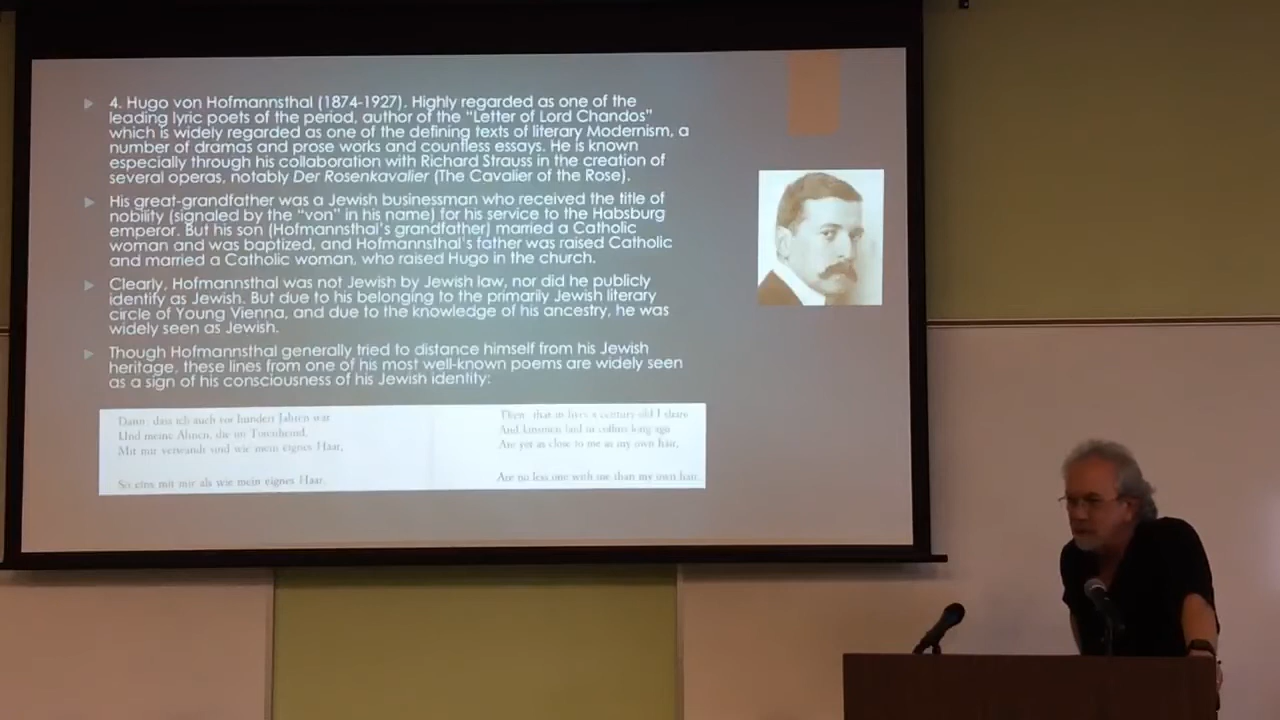 4. Hugo von Hofmannsthal (1874-1927). Highly regarded as one of the
leading lyric poets of the period, author of the “Letter of Lord Chandos”
which is widely regarded as one of the defining texts of literary Modernism, a
number of dramas and prose works and countless essays. He is known
especially through his collaboration with Richard Strauss in the creation of
several operas, notably Der Rosenkavalier (The Cavalier of the Rose).
His great-grandfather was a Jewish businessman who received the title of
nobility (signaled by the “von” in his name) for his service to the Habsburg
emperor. But his son (Hofmannsthal’s grandfather) married a Catholic
woman and was baptized, and Hofmannsthal’s father was raised Catholic
and married a Catholic woman, who raised Hugo in the church.
Clearly, Hofmannsthal was not Jewish by Jewish law, nor did he publicly
identify as Jewish. But due to his belonging to the primarily Jewish literary
circle of Young Vienna, and due to the knowledge of his ancestry, he was
widely seen as Jewish.
Though Hofmannsthal generally tried to distance himself from his Jewish
heritage, these lines from one of his most well-known poems are widely seen
as a sign of his consciousness of his Jewish identity:
Dann: dass ich auch vor hundert Jahren war
Und meine Ahnen, die im Totenhemd,
Mit mir verwandt sind wie mein eignes Haar,
So eins mit mir als wie mein eignes Haar.
Then: that in lives a century old I share
And kinsmen laid in coffins long ago
Are yet as close to me as my own hair,
Are no less one with me than my own hair.